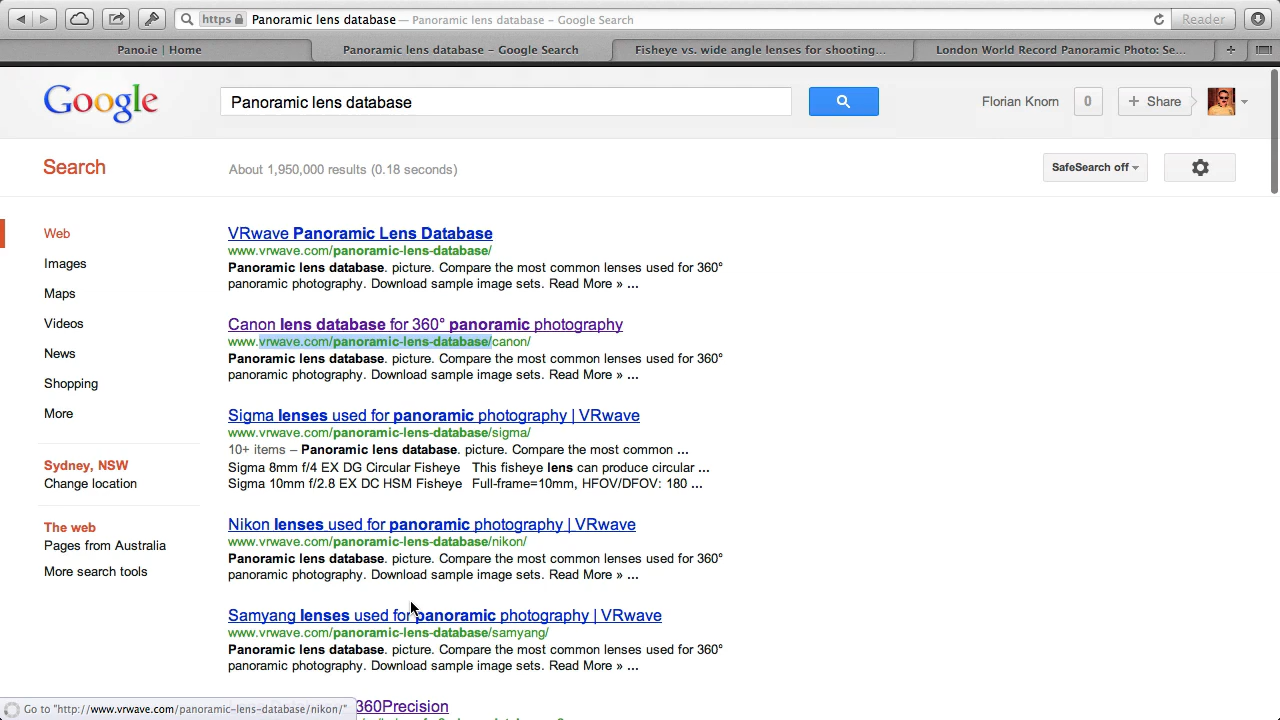 https Panoramic lens database — Panoramic lens database – Google Search Reader
Pano.ie | Home Panoramic lens database – Google Search Fisheye vs. wide angle lenses for shooting... London World Record Panoramic Photo: Se... +
Google Panoramic lens database Florian Knorn 0 + Share
Search About 1,950,000 results (0.18 seconds) SafeSearch off
Web
Images
Maps
Videos
News
Shopping
More
Sydney, NSW
Change location
The web
Pages from Australia
More search tools
VRwave Panoramic Lens Database
www.vrwave.com/panoramic-lens-database/
Panoramic lens database. picture. Compare the most common lenses used for 360°
panoramic photography. Download sample image sets. Read More » ...
Canon lens database for 360° panoramic photography
www.vrwave.com/panoramic-lens-database/canon/
Panoramic lens database. picture. Compare the most common lenses used for 360°
panoramic photography. Download sample image sets. Read More » ...
Sigma lenses used for panoramic photography | VRwave
www.vrwave.com/panoramic-lens-database/sigma/
10+ items – Panoramic lens database. picture. Compare the most common ...
Sigma 8mm f/4 EX DG Circular Fisheye This fisheye lens can produce circular ...
Sigma 10mm f/2.8 EX DC HSM Fisheye Full-frame=10mm, HFOV/DFOV: 180 ...
Nikon lenses used for panoramic photography | VRwave
www.vrwave.com/panoramic-lens-database/nikon/
Panoramic lens database. picture. Compare the most common lenses used for 360°
panoramic photography. Download sample image sets. Read More » ...
Samyang lenses used for panoramic photography | VRwave
www.vrwave.com/panoramic-lens-database/samyang/
Panoramic lens database. picture. Compare the most common lenses used for 360°
panoramic photography. Download sample image sets. Read More » ...
360Precision
Go to "http://www.vrwave.com/panoramic-lens-database/nikon/"